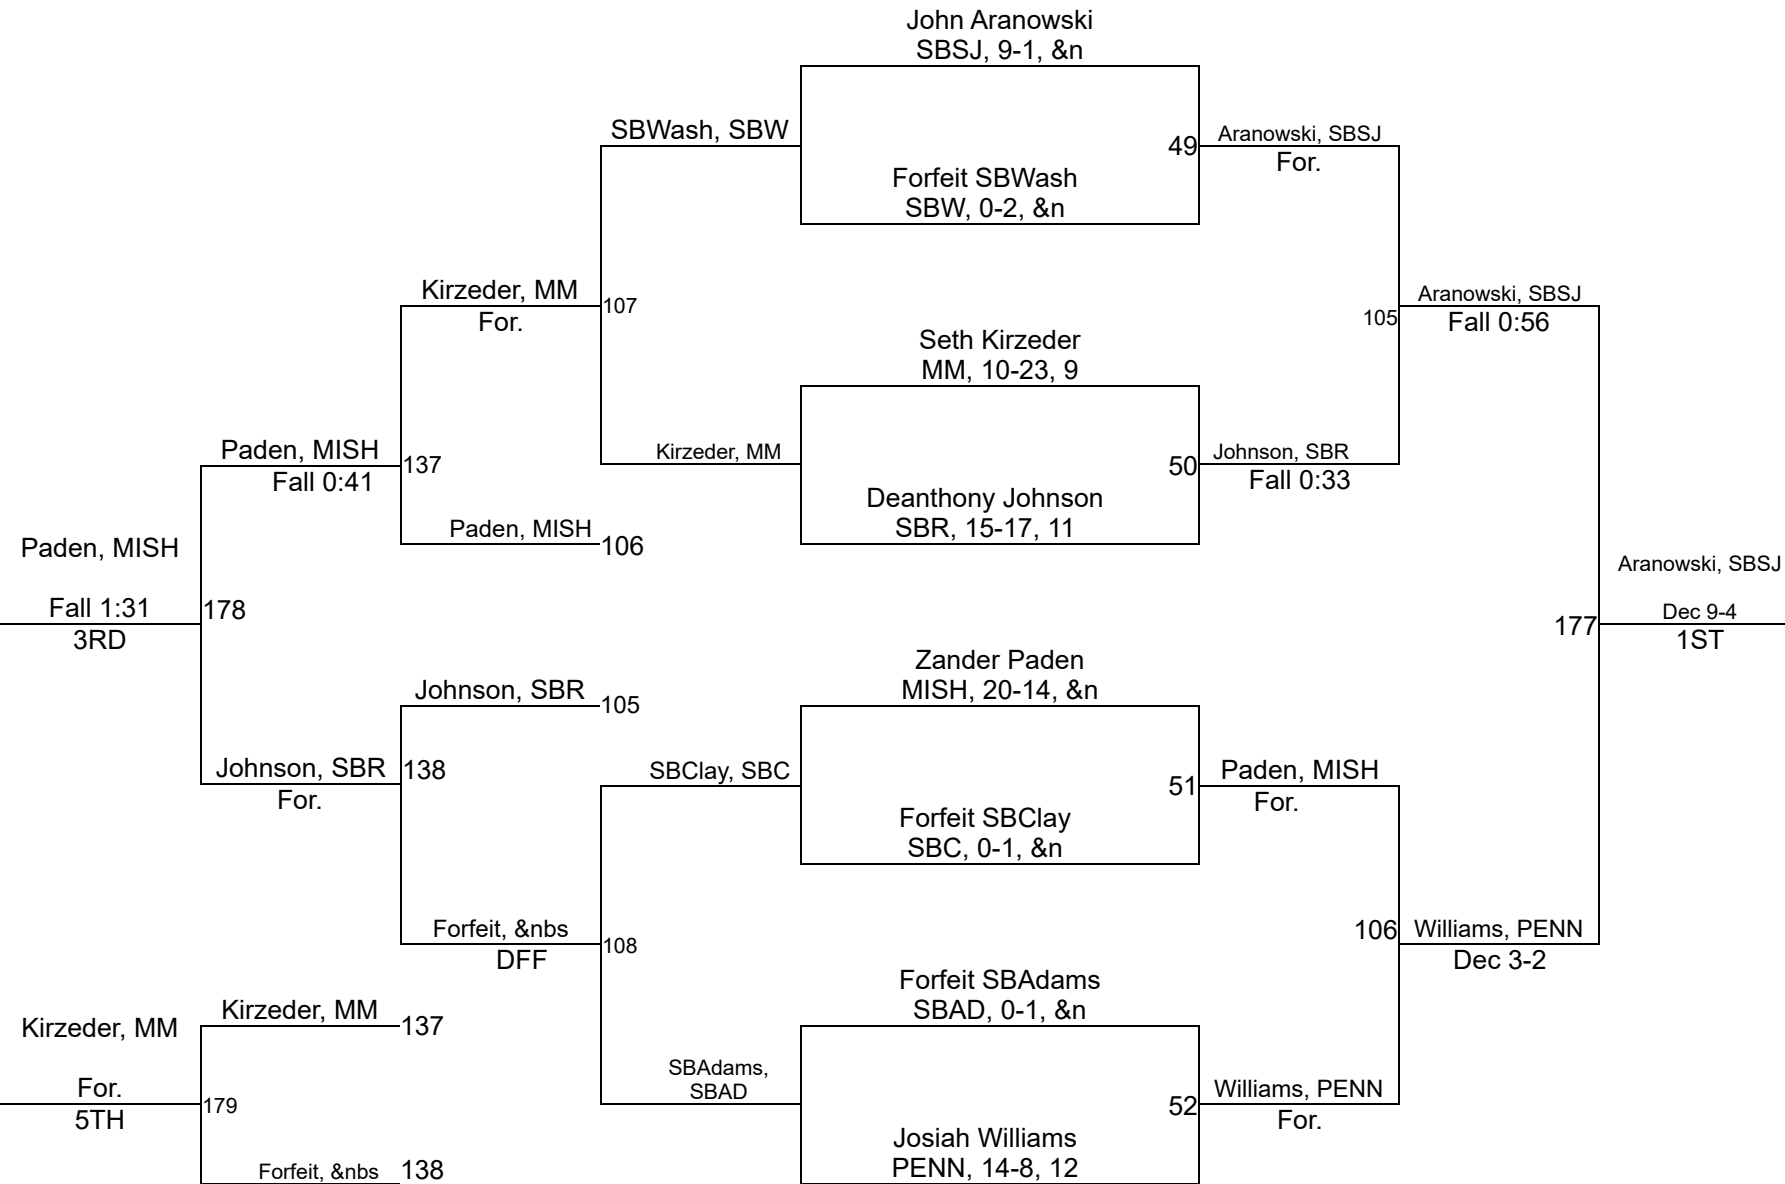 John Aranowski
SBSJ, 9-1, &n
SBWash, SBW
49
Aranowski, SBSJ
For.
Forfeit SBWash
SBW, 0-2, &n
Kirzeder, MM
For.
107
Aranowski, SBSJ
Fall 0:56
105
Seth Kirzeder
MM, 10-23, 9
Paden, MISH
Fall 0:41
137
Kirzeder, MM
50
Johnson, SBR
Fall 0:33
Deanthony Johnson
SBR, 15-17, 11
Paden, MISH
106
Paden, MISH
Fall 1:31
3RD
178
Aranowski, SBSJ
Dec 9-4
1ST
177
Zander Paden
MISH, 20-14, &n
Johnson, SBR
105
Johnson, SBR
For.
138
SBClay, SBC
51
Paden, MISH
For.
Forfeit SBClay
SBC, 0-1, &n
Forfeit, &nbs
DFF
108
106
Williams, PENN
Dec 3-2
Forfeit SBAdams
SBAD, 0-1, &n
Kirzeder, MM
137
Kirzeder, MM
For.
5TH
179
SBAdams,
SBAD
52
Williams, PENN
For.
Josiah Williams
PENN, 14-8, 12
Forfeit, &nbs
138